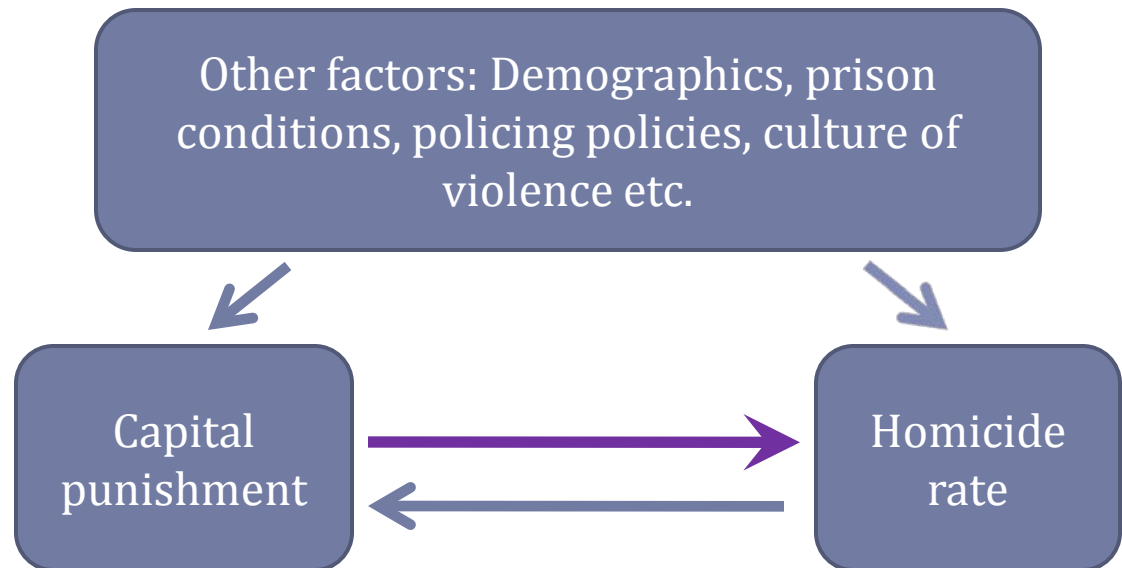 Other factors: Demographics, prison
conditions, policing policies, culture of
violence etc.
Capital
punishment
Homicide
rate